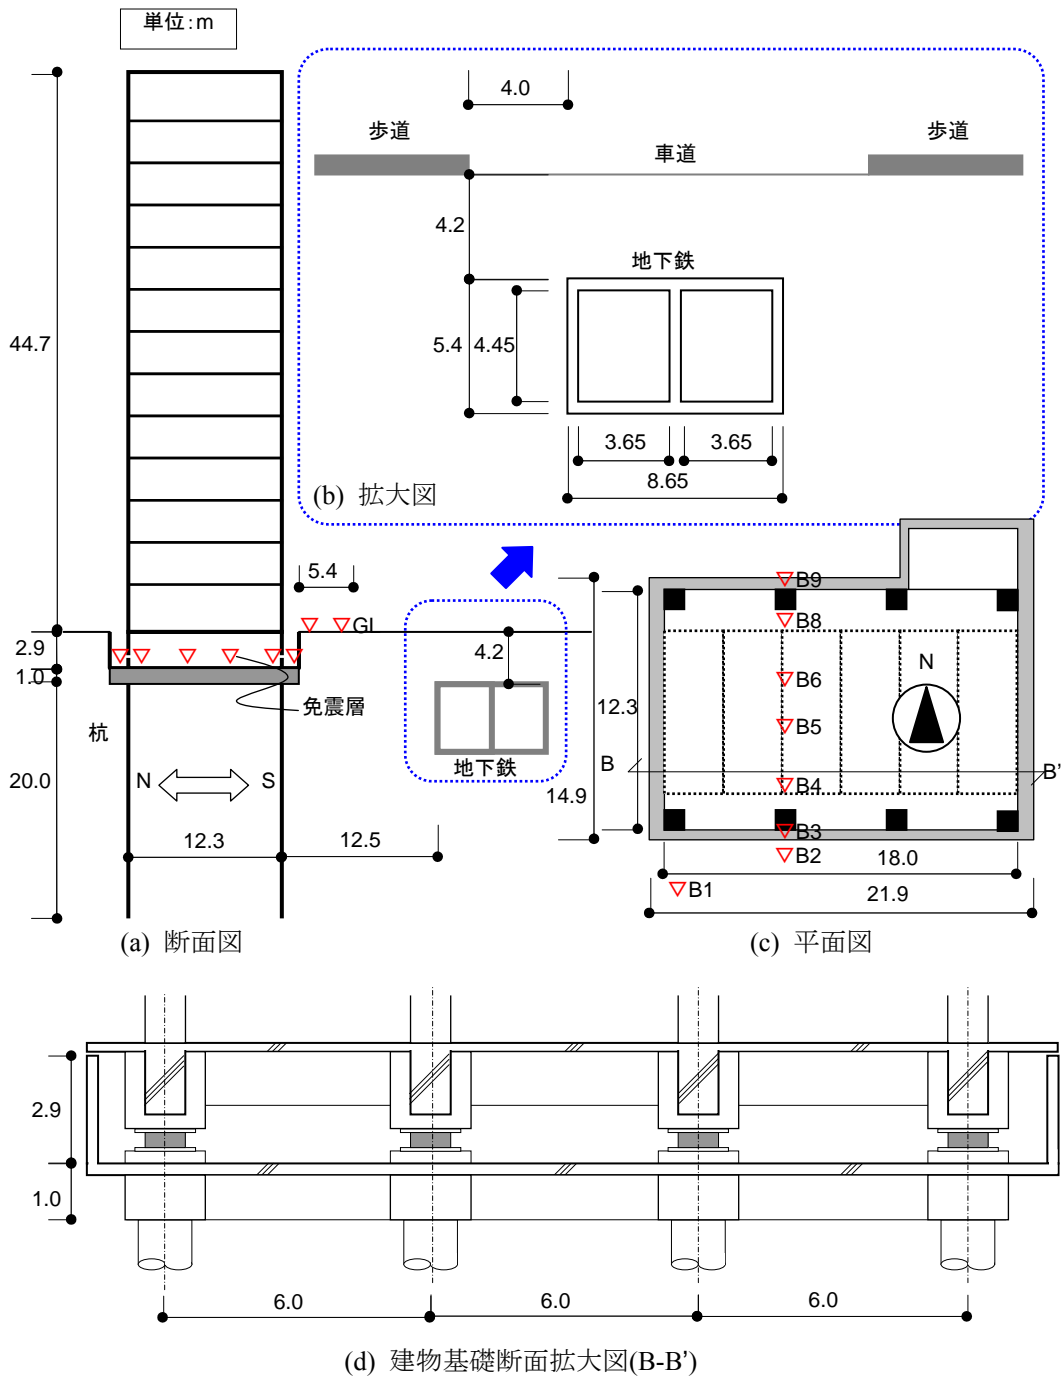 単位:m
4.0
歩道
車道
歩道
4.2
地下鉄
5.4
4.45
3.65
3.65
8.65
(b) 拡大図
44.7
5.4
GL
2.9
1.0
4.2
免震層
杭
地下鉄
20.0
N
S
12.3
12.5
(a) 断面図
B9
B8
N
B6
12.3
B5
B
B'
14.9
B4
B3
B2
18.0
B1
21.9
(c) 平面図
2.9
1.0
6.0
6.0
6.0
(d) 建物基礎断面拡大図(B-B')